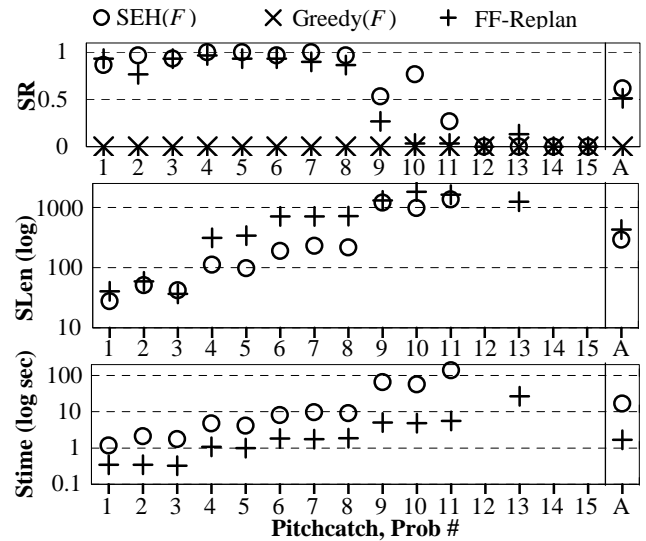 SEH(F) Greedy(F) FF-Replan
1
0.5
0
SR
1 2 3 4 5 6 7 8 9 10 11 12 13 14 15 A
1000
100
10
SLen (log)
1 2 3 4 5 6 7 8 9 10 11 12 13 14 15 A
100
10
1
0.1
Stime (log sec)
1 2 3 4 5 6 7 8 9 10 11 12 13 14 15 A
Pitchcatch, Prob #